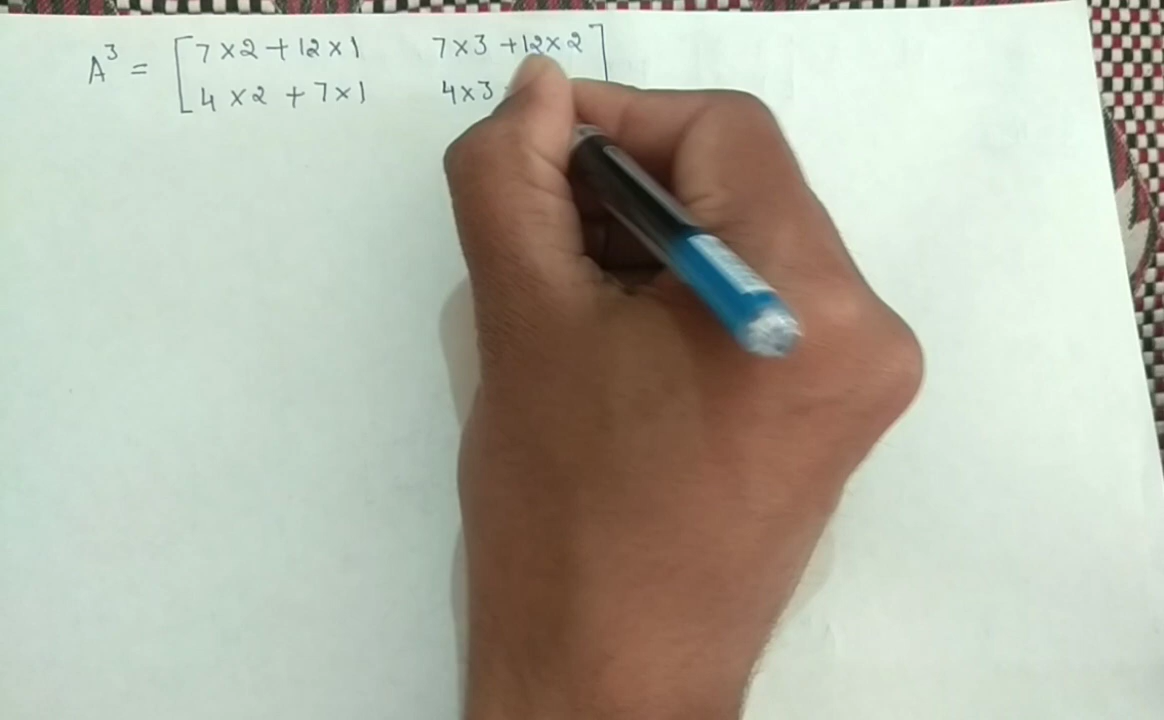 A³ = [ 7 × 2 + 12 × 1 7 × 3 + 12 × 2 ]
4 × 2 + 7 × 1 4 × 3